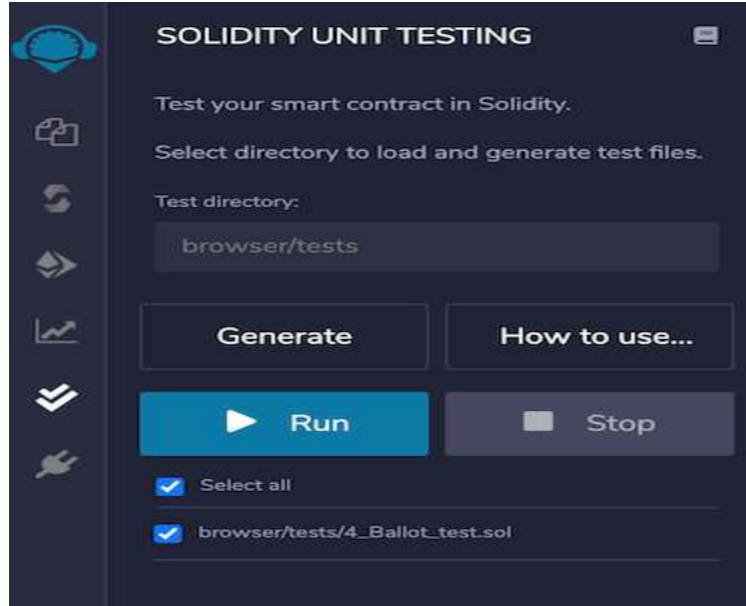 SOLIDITY UNIT TESTING
Test your smart contract in Solidity.
Select directory to load and generate test files.
Test directory:
browser/tests
Generate
How to use...
Run
Stop
Select all
browser/tests/4_Ballot_test.sol